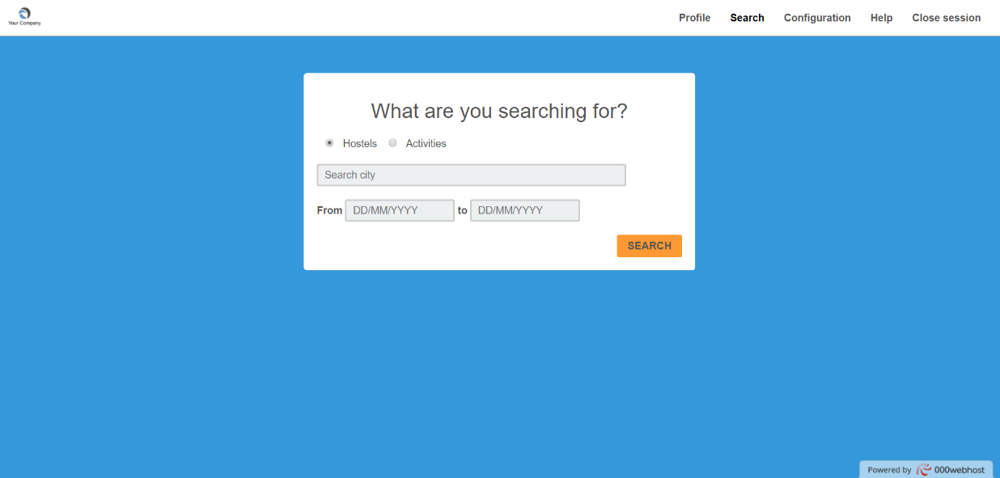 Your Company
Profile Search Configuration Help Close session
What are you searching for?
Hostels Activities
Search city
From DD/MM/YYYY to DD/MM/YYYY
SEARCH
Powered by 000webhost